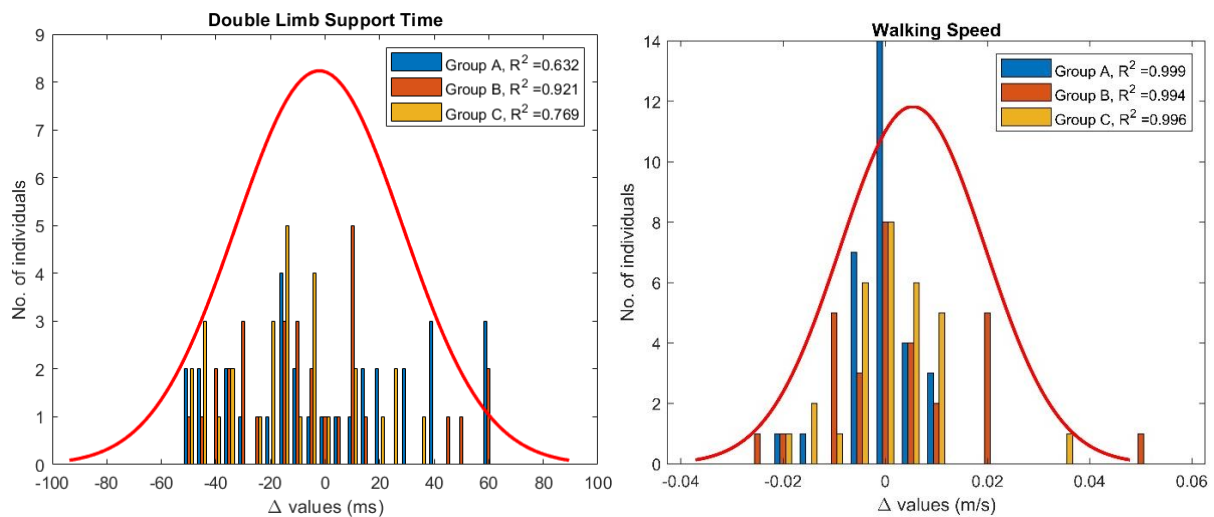 Double Limb Support Time
9
8
7
6
5
4
3
2
1
0
No. of individuals
Group A, R² =0.632
Group B, R² =0.921
Group C, R² =0.769
-100 -80 -60 -40 -20 0 20 40 60 80 100
Δ values (ms)
Walking Speed
14
12
10
8
6
4
2
0
No. of individuals
Group A, R² =0.999
Group B, R² =0.994
Group C, R² =0.996
-0.04 -0.02 0 0.02 0.04 0.06
Δ values (m/s)